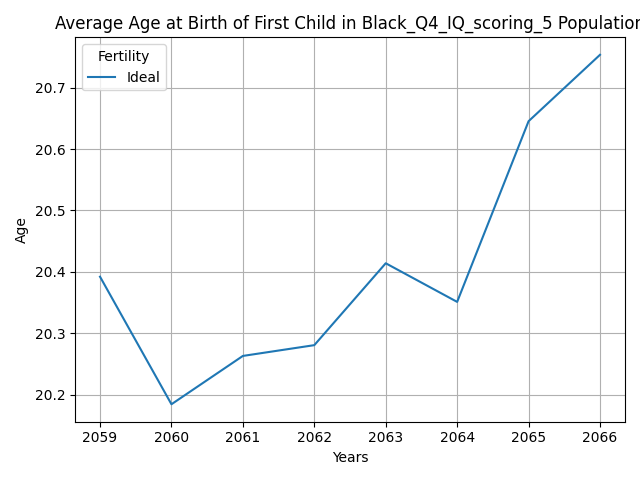 Average Age at Birth of First Child in Black_Q4_IQ_scoring_5 Population
Fertility
Ideal
20.7
20.6
20.5
20.4
20.3
20.2
Age
2059 2060 2061 2062 2063 2064 2065 2066
Years